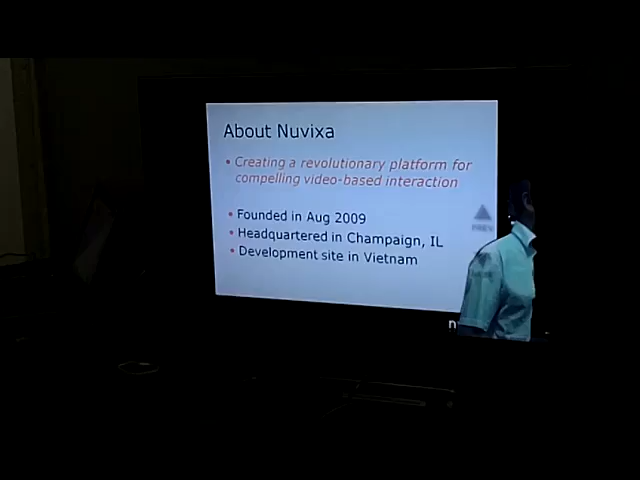 About Nuvixa
• Creating a revolutionary platform for
compelling video-based interaction
• Founded in Aug 2009
• Headquartered in Champaign, IL
• Development site in Vietnam
PREV